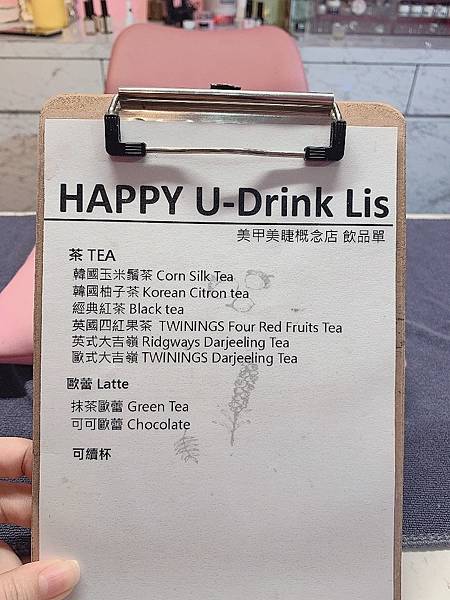 HAPPY U-Drink Lis
美甲美睫概念店 飲品單
茶 TEA
韓國玉米鬚茶 Corn Silk Tea
韓國柚子茶 Korean Citron tea
經典紅茶 Black tea
英國四紅果茶 TWININGS Four Red Fruits Tea
英式大吉嶺 Ridgways Darjeeling Tea
歐式大吉嶺 TWININGS Darjeeling Tea
歐蕾 Latte
抹茶歐蕾 Green Tea
可可歐蕾 Chocolate
可續杯